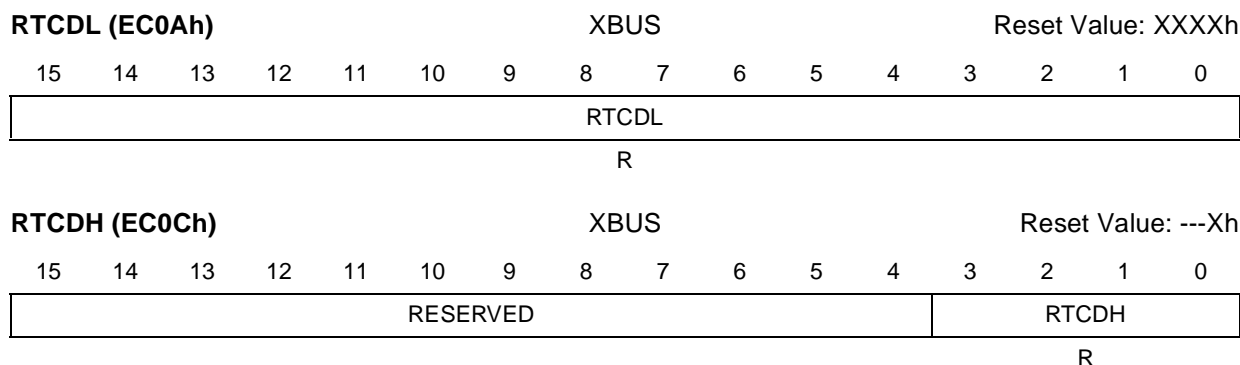 RTCDL (EC0Ah) XBUS Reset Value: XXXXh
15 14 13 12 11 10 9 8 7 6 5 4 3 2 1 0
RTCDL
R
RTCDH (EC0Ch) XBUS Reset Value: ---Xh
15 14 13 12 11 10 9 8 7 6 5 4 3 2 1 0
RESERVED RTCDH
R